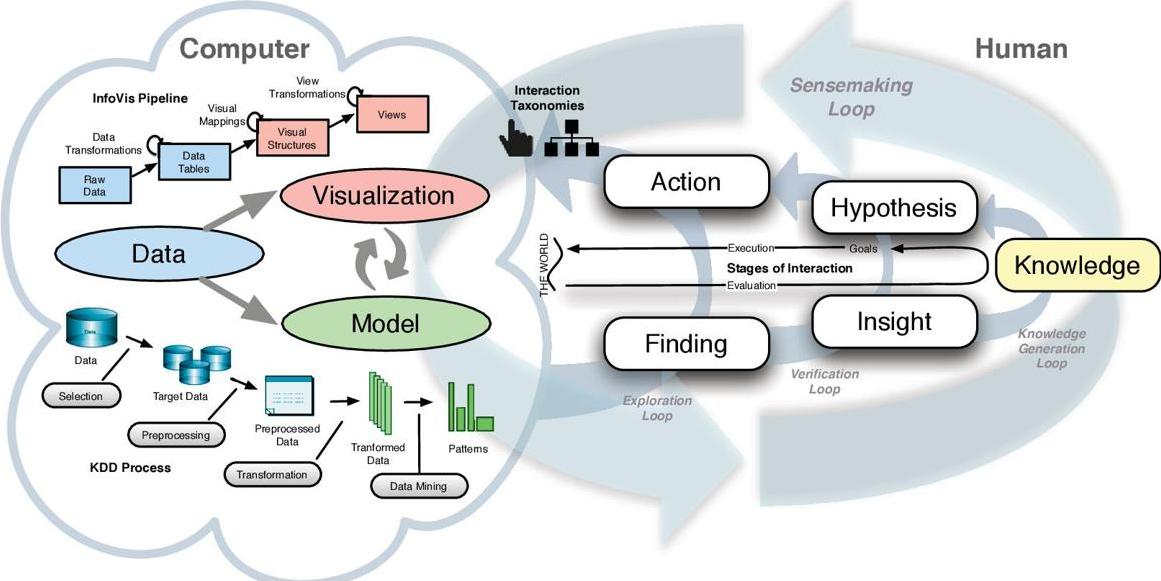 Computer
Human
InfoVis Pipeline
View
Transformations
Visual
Mappings
Data
Transformations
Raw
Data
Data
Tables
Visual
Structures
Views
Interaction
Taxonomies
Sensemaking
Loop
Visualization
Data
Model
Action
Hypothesis
Knowledge
THE WORLD
Execution
Goals
Stages of Interaction
Evaluation
Insight
Finding
Knowledge
Generation
Loop
Verification
Loop
Exploration
Loop
Data
Data
Selection
Target Data
Preprocessing
Preprocessed
Data
Transformation
Tranformed
Data
Data Mining
Patterns
KDD Process